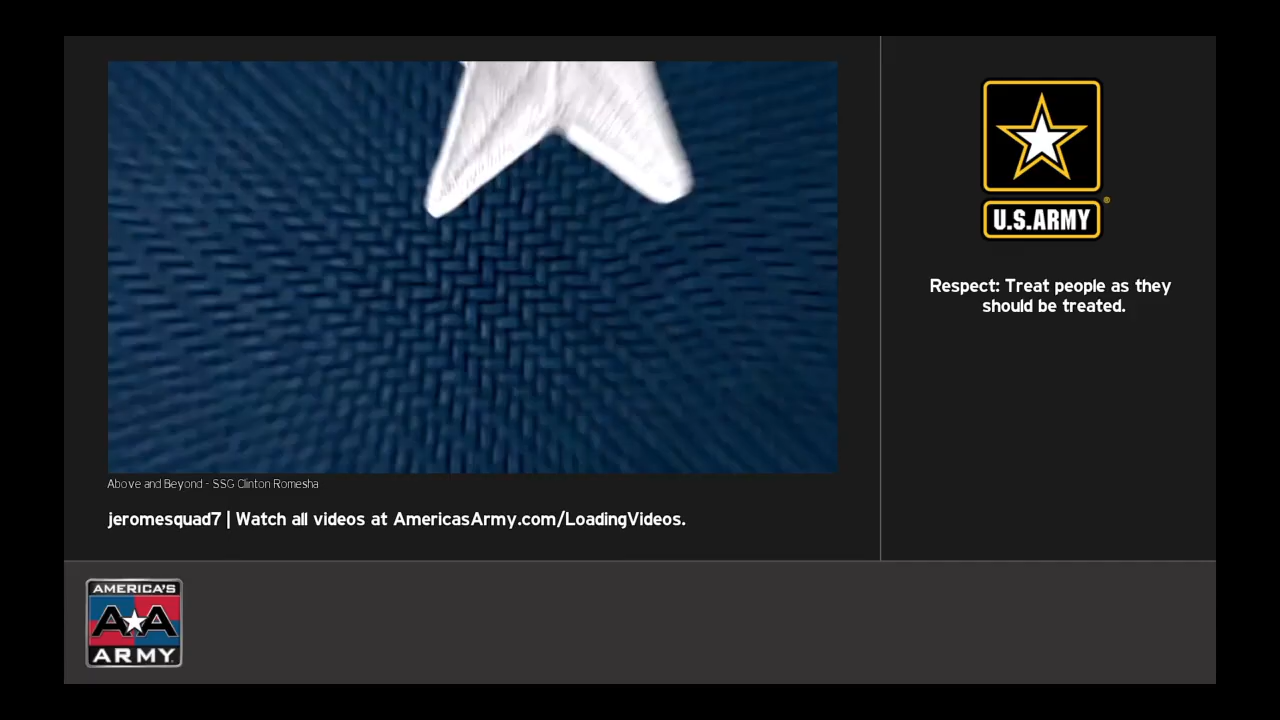 U.S.ARMY
Respect: Treat people as they
should be treated.
Above and Beyond - SSG Clinton Romesha
jeromesquad7 | Watch all videos at AmericasArmy.com/LoadingVideos.
AMERICA'S
AA
ARMY